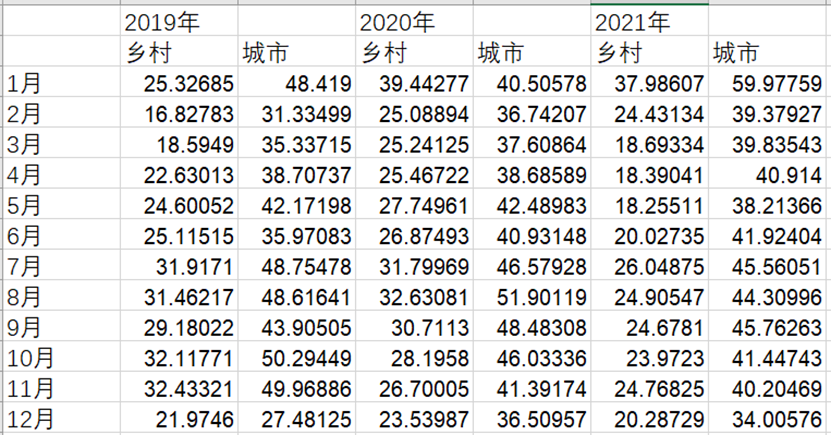 2019年 2020年 2021年
乡村 城市 乡村 城市 乡村 城市
1月 25.32685 48.419 39.44277 40.50578 37.98607 59.97759
2月 16.82783 31.33499 25.08894 36.74207 24.43134 39.37927
3月 18.5949 35.33715 25.24125 37.60864 18.69334 39.83543
4月 22.63013 38.70737 25.46722 38.68589 18.39041 40.914
5月 24.60052 42.17198 27.74961 42.48983 18.25511 38.21366
6月 25.11515 35.97083 26.87493 40.93148 20.02735 41.92404
7月 31.9171 48.75478 31.79969 46.57928 26.04875 45.56051
8月 31.46217 48.61641 32.63081 51.90119 24.90547 44.30996
9月 29.18022 43.90505 30.7113 48.48308 24.6781 45.76263
10月 32.11771 50.29449 28.1958 46.03336 23.9723 41.44743
11月 32.43321 49.96886 26.70005 41.39174 24.76825 40.20469
12月 21.9746 27.48125 23.53987 36.50957 20.28729 34.00576